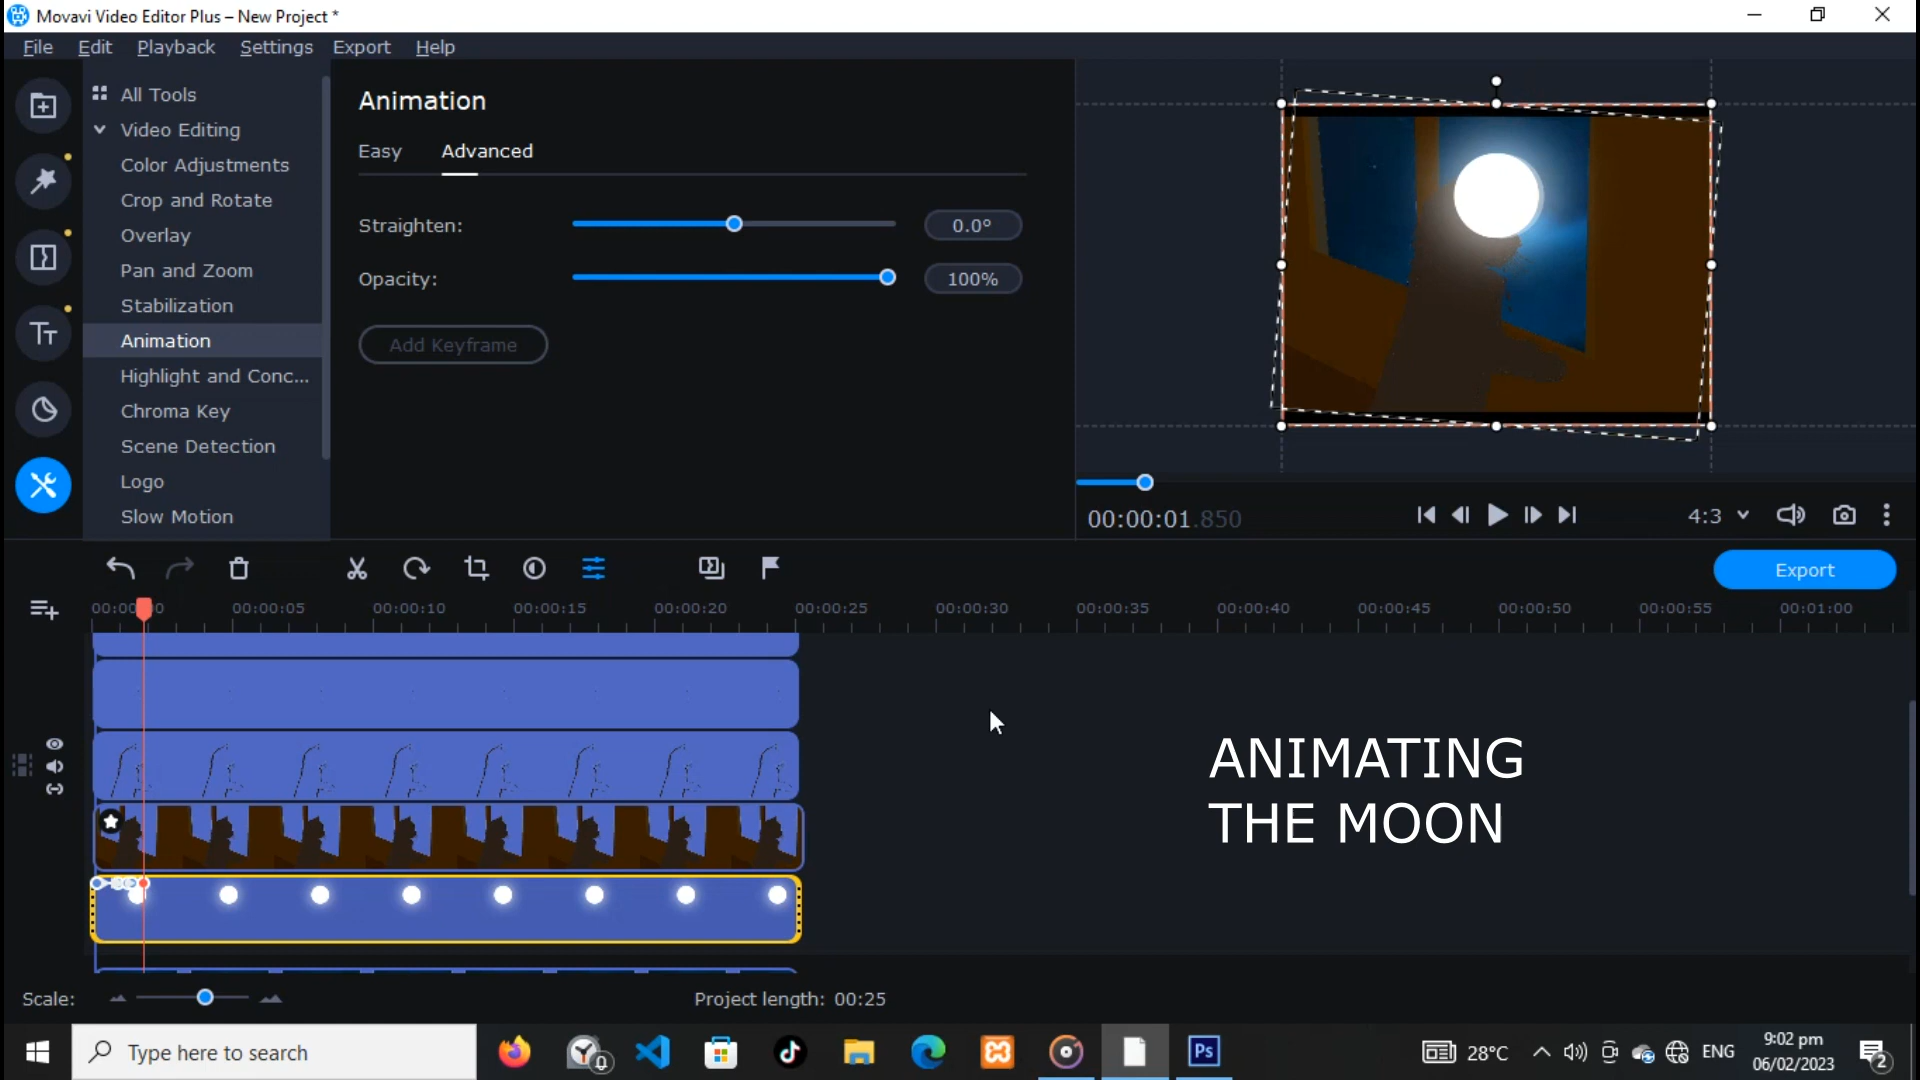 Movavi Video Editor Plus – New Project *
File Edit Playback Settings Export Help
All Tools
Video Editing
Color Adjustments
Crop and Rotate
Overlay
Pan and Zoom
Stabilization
Animation
Highlight and Conc...
Chroma Key
Scene Detection
Logo
Slow Motion
Animation
Easy Advanced
Straighten: 0.0°
Opacity: 100%
Add Keyframe
00:00:01.850
4:3
Export
00:00:05 00:00:10 00:00:15 00:00:20 00:00:25 00:00:30 00:00:35 00:00:40 00:00:45 00:00:50 00:00:55 00:01:00
ANIMATING
THE MOON
Scale: Project length: 00:25
Type here to search
Ps
28°C
ENG
9:02 pm
06/02/2023
2